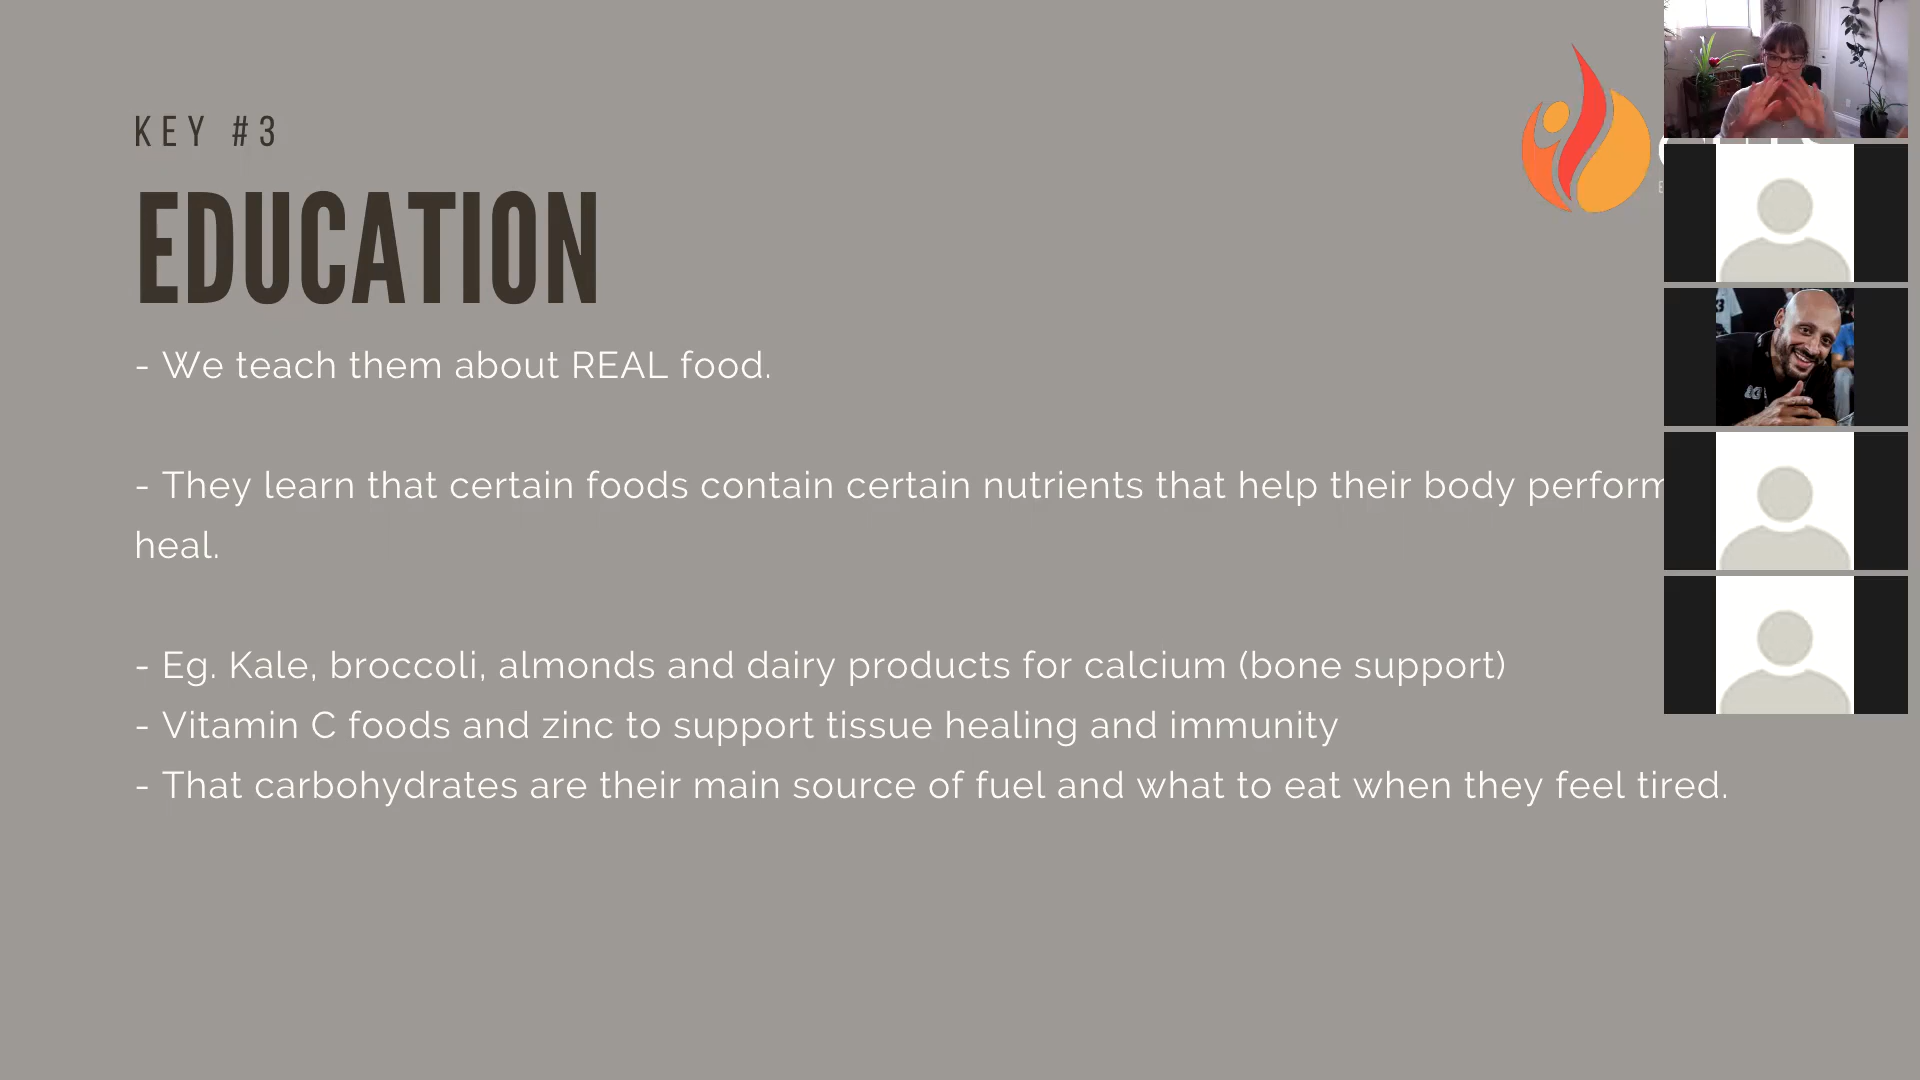 KEY #3
EDUCATION
- We teach them about REAL food.
- They learn that certain foods contain certain nutrients that help their body perform
heal.
- Eg. Kale, broccoli, almonds and dairy products for calcium (bone support)
- Vitamin C foods and zinc to support tissue healing and immunity
- That carbohydrates are their main source of fuel and what to eat when they feel tired.